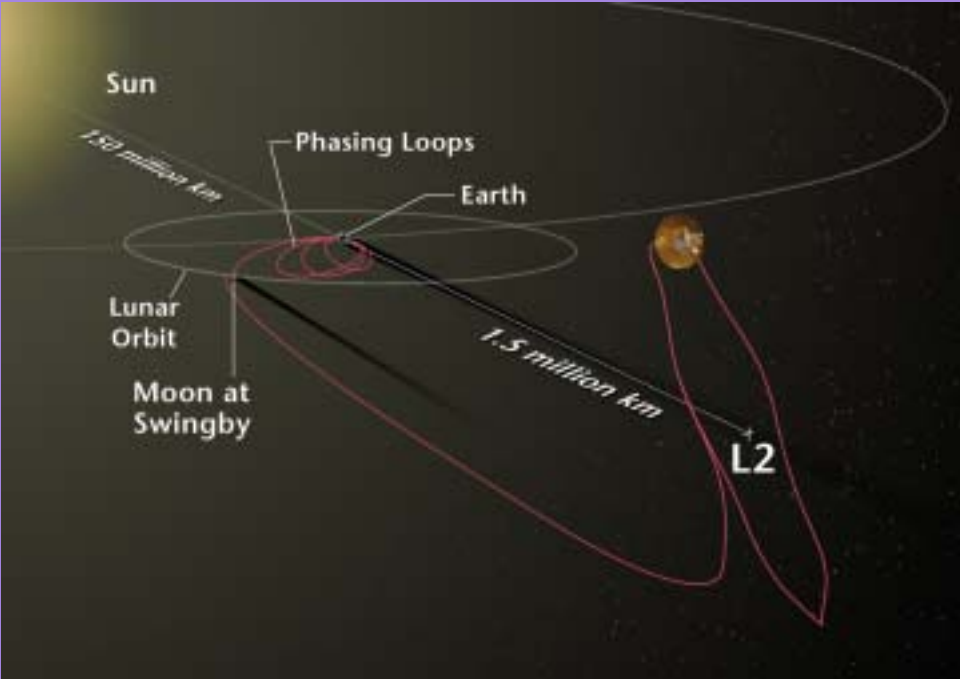 Sun
150 million km
Phasing Loops
Earth
Lunar
Orbit
Moon at
Swingby
1.5 million km
L2